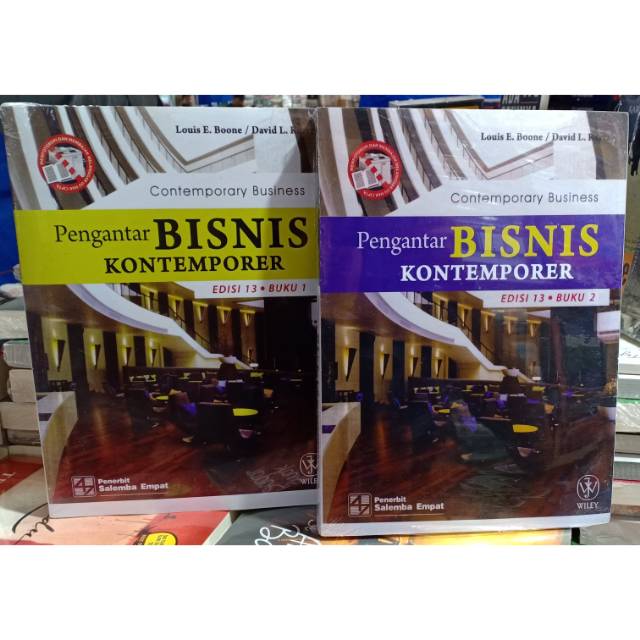 Louis E. Boone / David L.
Contemporary Business
Pengantar BISNIS
KONTEMPORER
EDISI 13 • BUKU 1
Penerbit
Salemba Empat
WILEY
Louis E. Boone / David L.
Contemporary Business
Pengantar BISNIS
KONTEMPORER
EDISI 13 • BUKU 2
Penerbit
Salemba Empat
WILEY